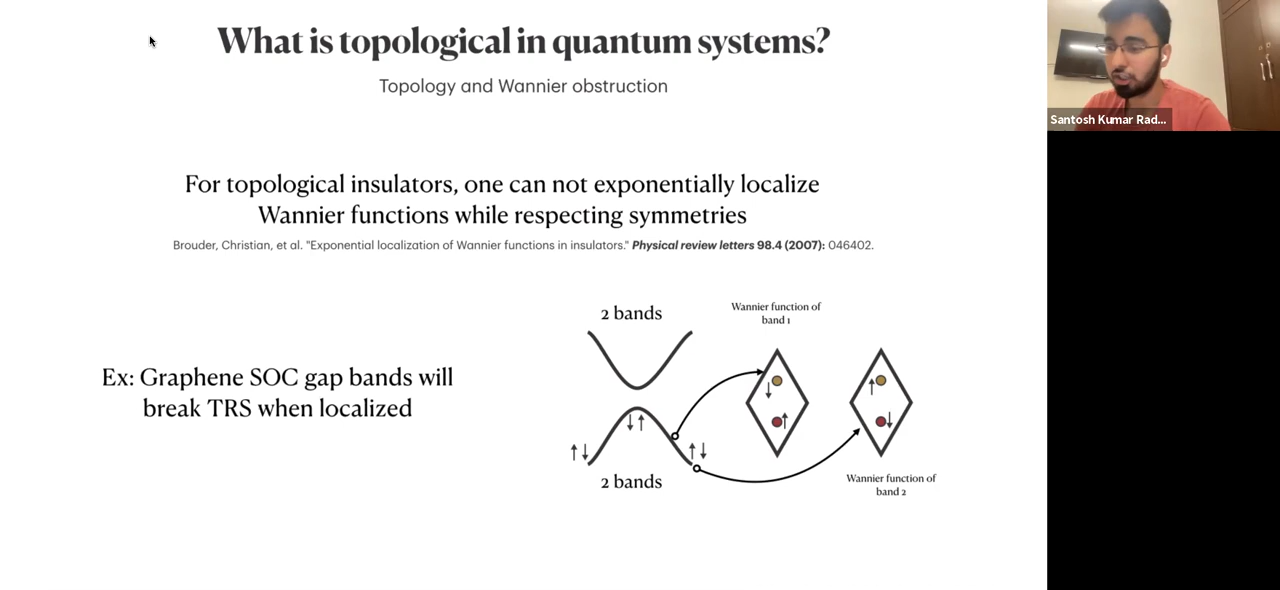 What is topological in quantum systems?
Topology and Wannier obstruction
For topological insulators, one can not exponentially localize
Wannier functions while respecting symmetries
Brouder, Christian, et al. "Exponential localization of Wannier functions in insulators." Physical review letters 98.4 (2007): 046402.
Ex: Graphene SOC gap bands will
break TRS when localized
2 bands
2 bands
Wannier function of
band 1
Wannier function of
band 2
Santosh Kumar Rad...